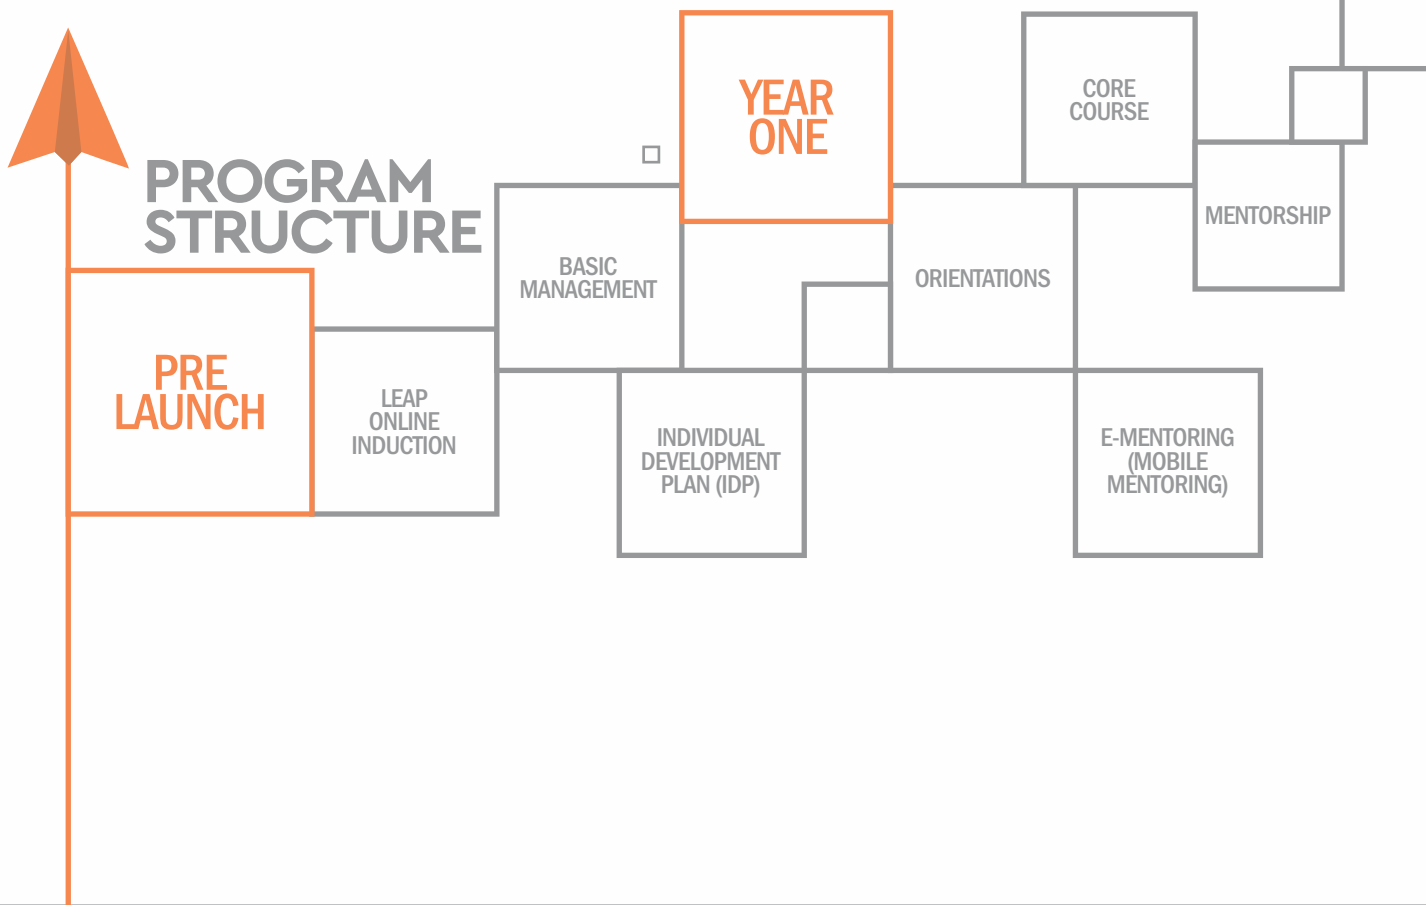 PROGRAM
STRUCTURE
PRE
LAUNCH
LEAP
ONLINE
INDUCTION
BASIC
MANAGEMENT
INDIVIDUAL
DEVELOPMENT
PLAN (IDP)
YEAR
ONE
ORIENTATIONS
CORE
COURSE
E-MENTORING
(MOBILE
MENTORING)
MENTORSHIP